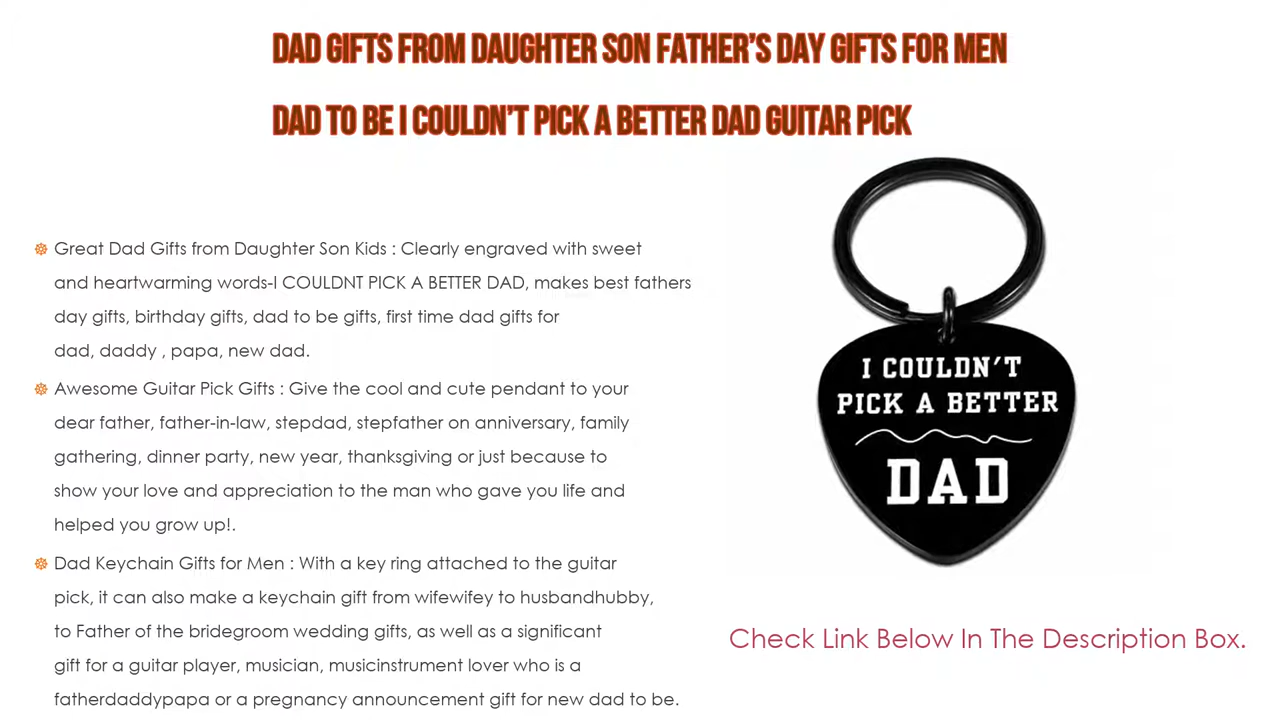 DAD GIFTS FROM DAUGHTER SON FATHER'S DAY GIFTS FOR MEN
DAD TO BE I COULDN'T PICK A BETTER DAD GUITAR PICK
Great Dad Gifts from Daughter Son Kids : Clearly engraved with sweet
and heartwarming words-I COULDNT PICK A BETTER DAD, makes best fathers
day gifts, birthday gifts, dad to be gifts, first time dad gifts for
dad, daddy , papa, new dad.
Awesome Guitar Pick Gifts : Give the cool and cute pendant to your
dear father, father-in-law, stepdad, stepfather on anniversary, family
gathering, dinner party, new year, thanksgiving or just because to
show your love and appreciation to the man who gave you life and
helped you grow up!.
Dad Keychain Gifts for Men : With a key ring attached to the guitar
pick, it can also make a keychain gift from wifewifey to husbandhubby,
to Father of the bridegroom wedding gifts, as well as a significant
gift for a guitar player, musician, musicinstrument lover who is a
fatherdaddypapa or a pregnancy announcement gift for new dad to be.
I COULDN'T
PICK A BETTER
DAD
Check Link Below In The Description Box.